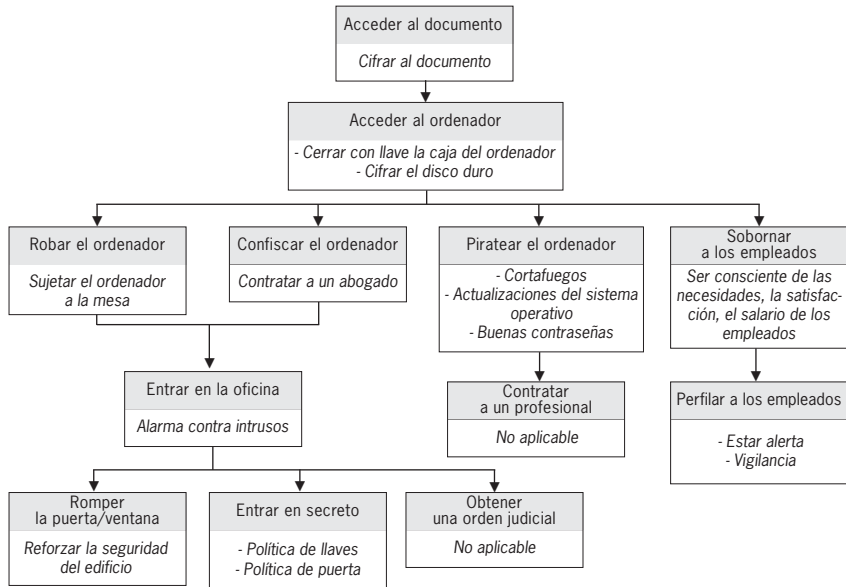 Acceder al documento
Cifrar al documento
Acceder al ordenador
- Cerrar con llave la caja del ordenador
- Cifrar el disco duro
Robar el ordenador
Sujetar el ordenador
a la mesa
Confiscar el ordenador
Contratar a un abogado
Piratear el ordenador
- Cortafuegos
- Actualizaciones del sistema
operativo
- Buenas contraseñas
Sobornar
a los empleados
Ser consciente de las
necesidades, la satisfac-
ción, el salario de los
empleados
Entrar en la oficina
Alarma contra intrusos
Contratar
a un profesional
No aplicable
Perfilar a los empleados
- Estar alerta
- Vigilancia
Romper
la puerta/ventana
Reforzar la seguridad
del edificio
Entrar en secreto
- Política de llaves
- Política de puerta
Obtener
una orden judicial
No aplicable